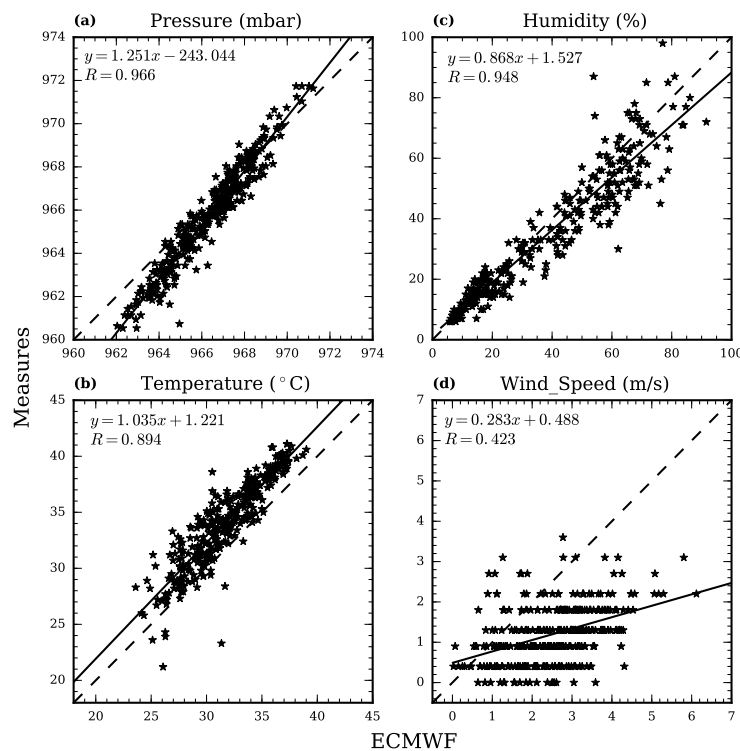 (a) Pressure (mbar)
y = 1.251x − 243.044
R = 0.966
974
972
970
968
966
964
962
960
960 962 964 966 968 970 972 974
(c) Humidity (%)
y = 0.868x + 1.527
R = 0.948
100
80
60
40
20
0
0 20 40 60 80 100
Measures
(b) Temperature (°C)
y = 1.035x + 1.221
R = 0.894
45
40
35
30
25
20
20 25 30 35 40 45
(d) Wind_Speed (m/s)
y = 0.283x + 0.488
R = 0.423
7
6
5
4
3
2
1
0
0 1 2 3 4 5 6 7
ECMWF